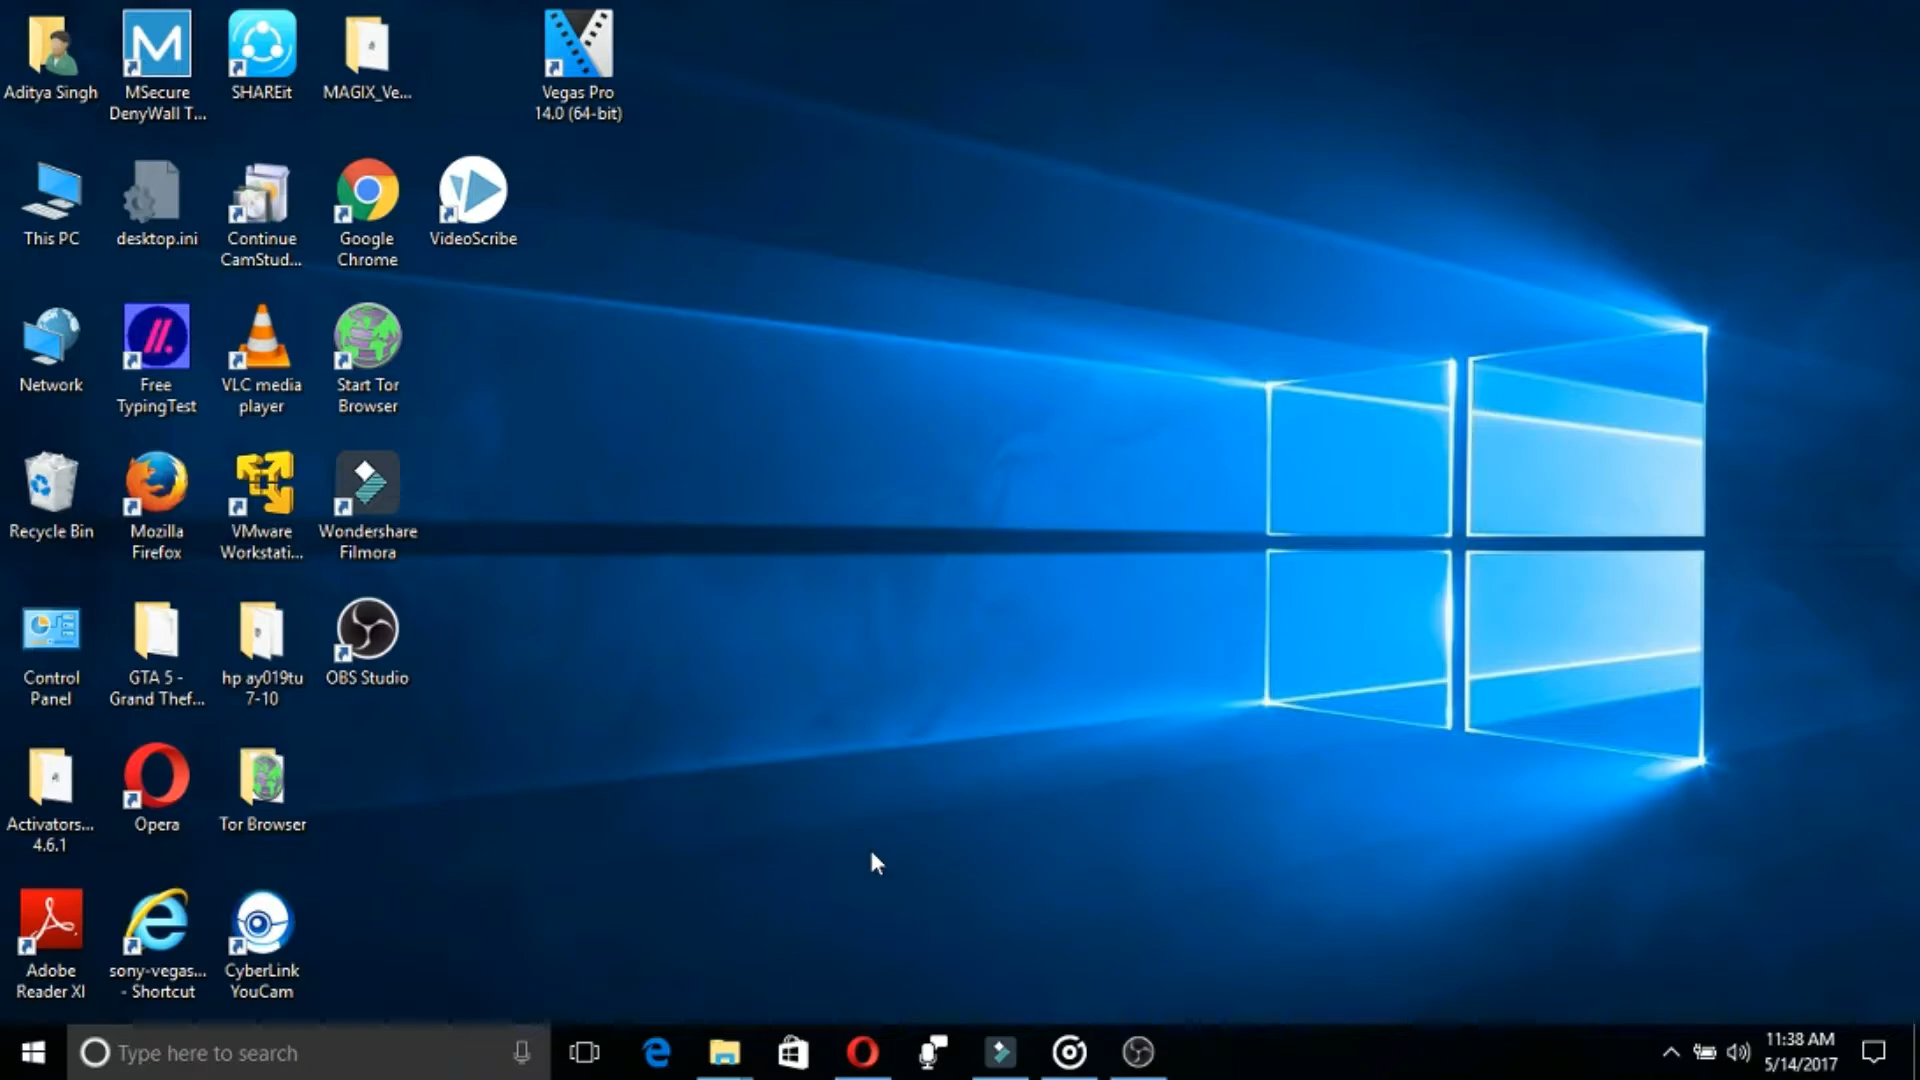 Aditya Singh
MSecure
DenyWall T...
SHAREit
MAGIX_Ve...
Vegas Pro
14.0 (64-bit)
This PC
desktop.ini
Continue
CamStud...
Google
Chrome
VideoScribe
Network
Free
TypingTest
VLC media
player
Start Tor
Browser
Recycle Bin
Mozilla
Firefox
VMware
Workstati...
Wondershare
Filmora
Control
Panel
GTA 5 -
Grand Thef...
hp ay019tu
7-10
OBS Studio
Activators...
4.6.1
Opera
Tor Browser
Adobe
Reader XI
sony-vegas...
- Shortcut
CyberLink
YouCam
Type here to search
11:38 AM
5/14/2017